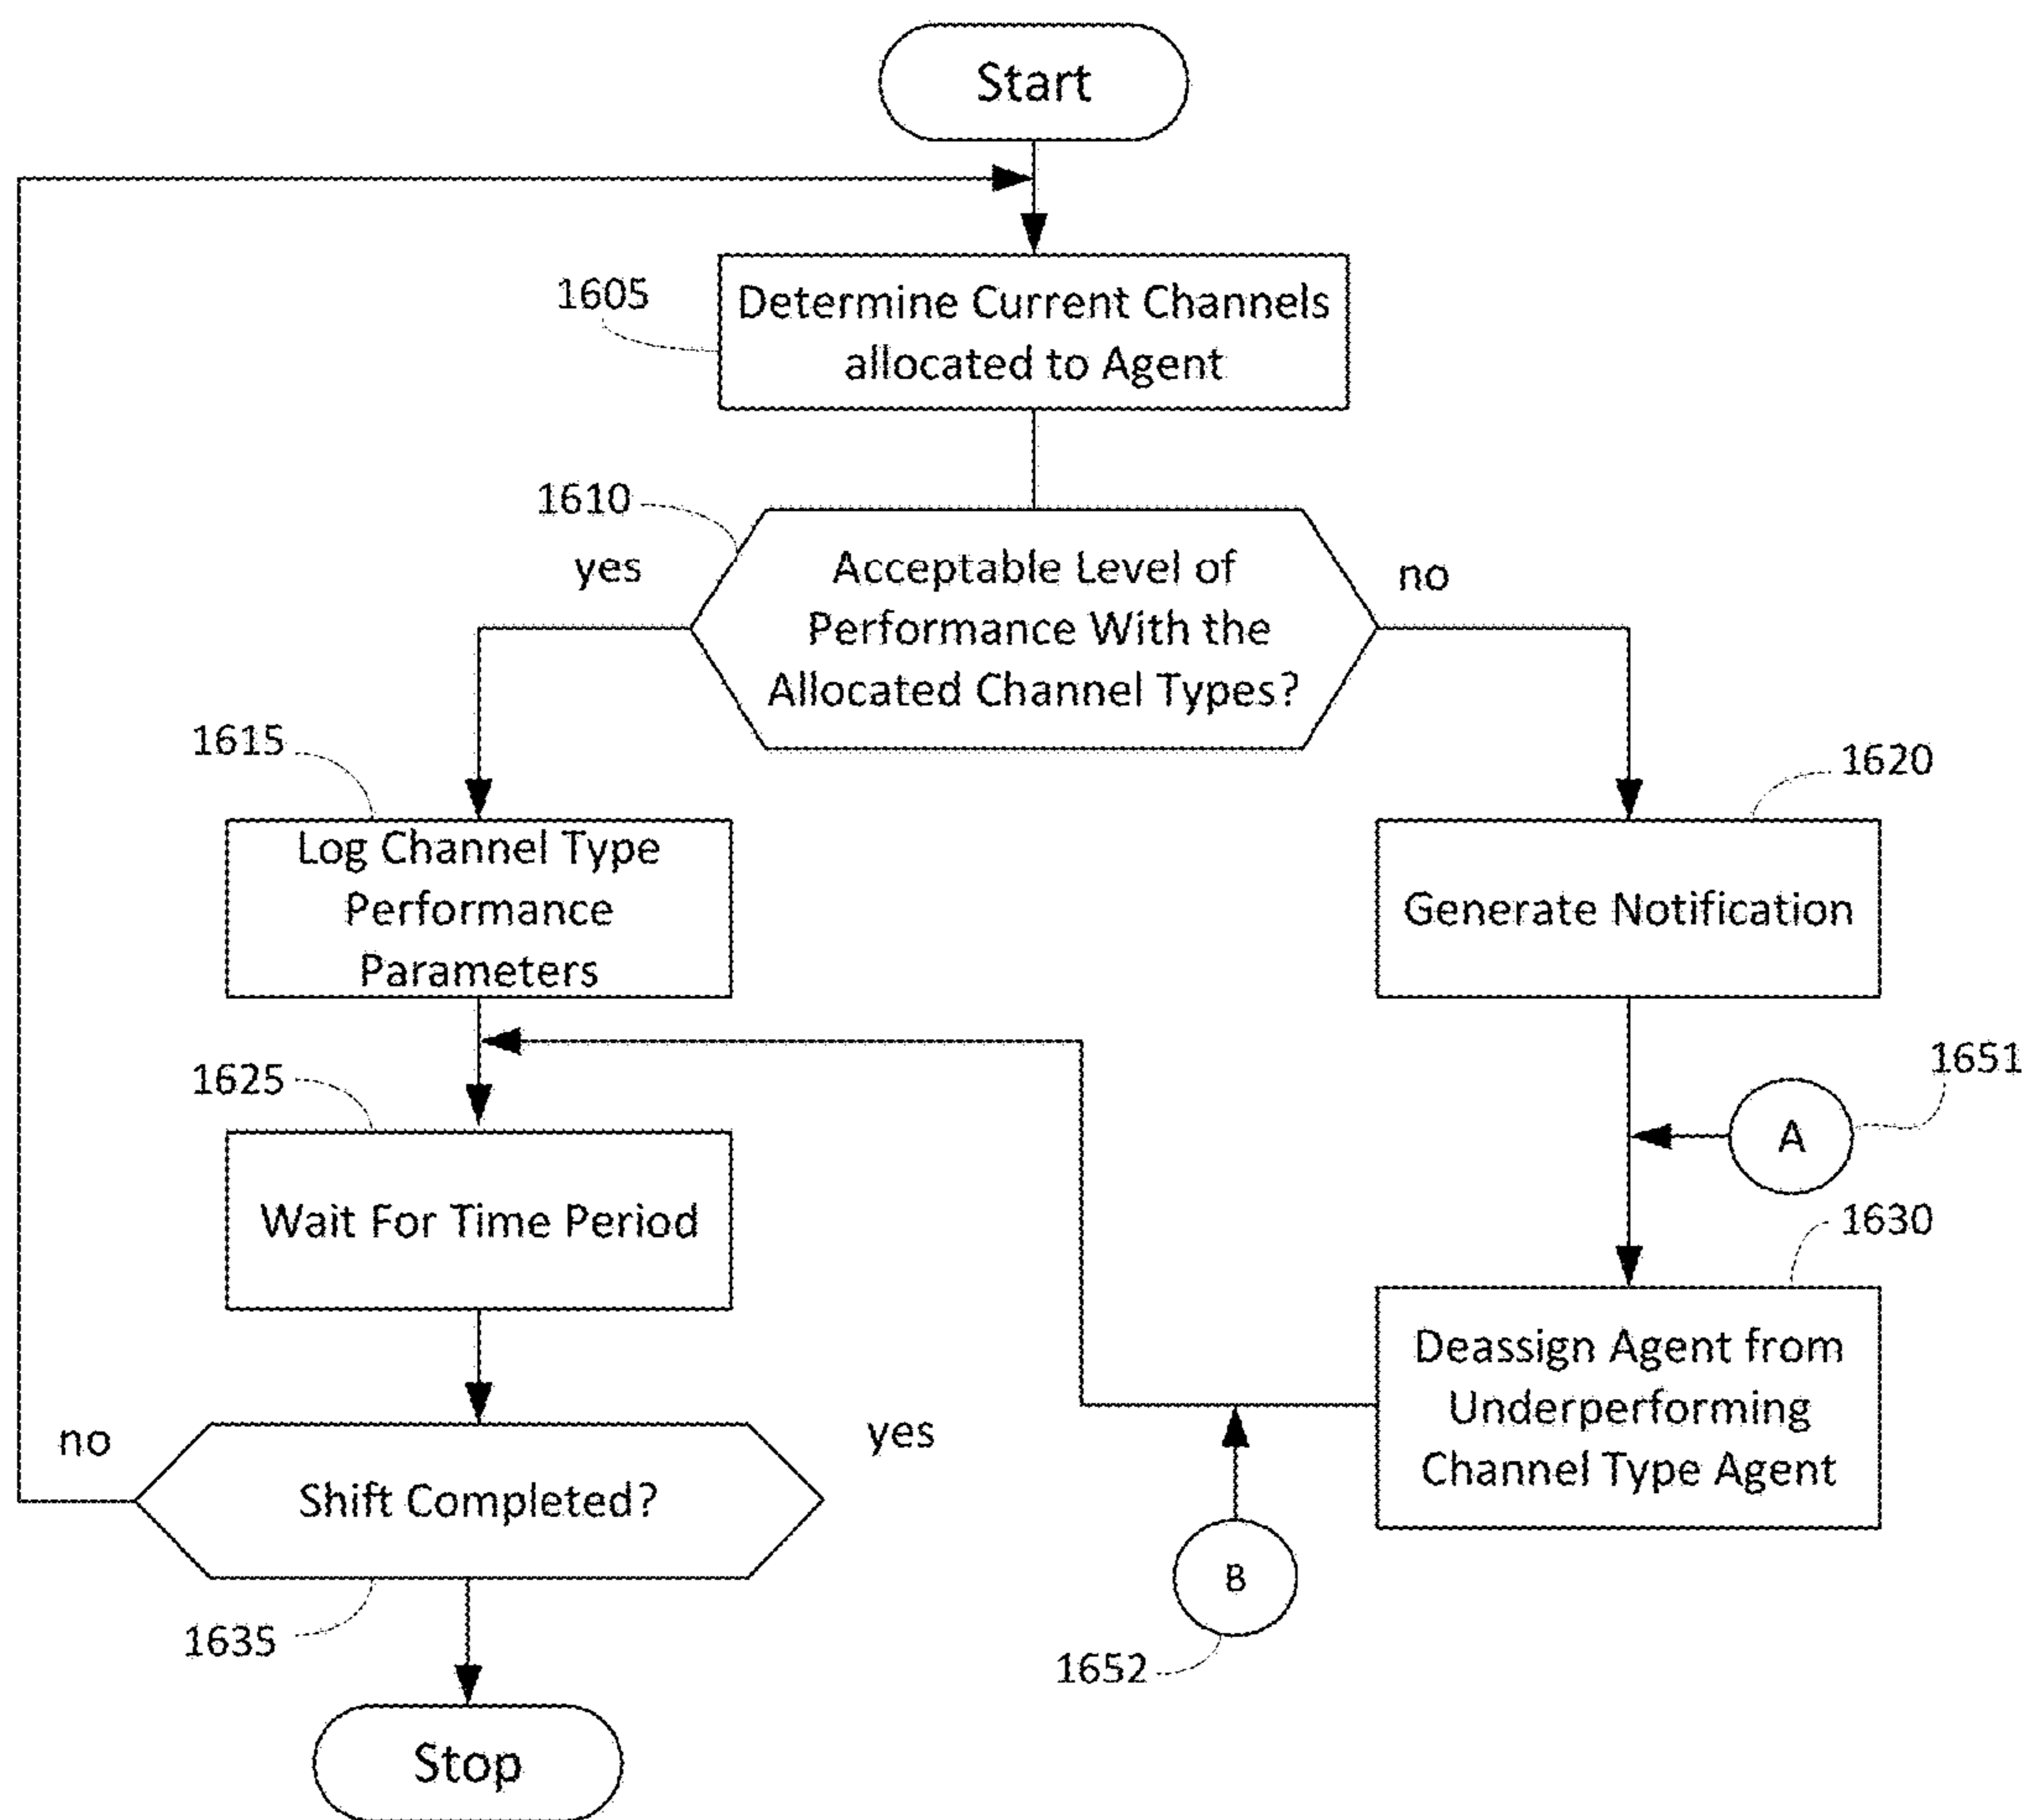 Start
1605
Determine Current Channels
allocated to Agent
1610
yes
Acceptable Level of
Performance With the
Allocated Channel Types?
no
1615
Log Channel Type
Performance
Parameters
1620
Generate Notification
1651
A
1625
Wait For Time Period
1630
Deassign Agent from
Underperforming
Channel Type Agent
no
Shift Completed?
yes
1635
B
1652
Stop